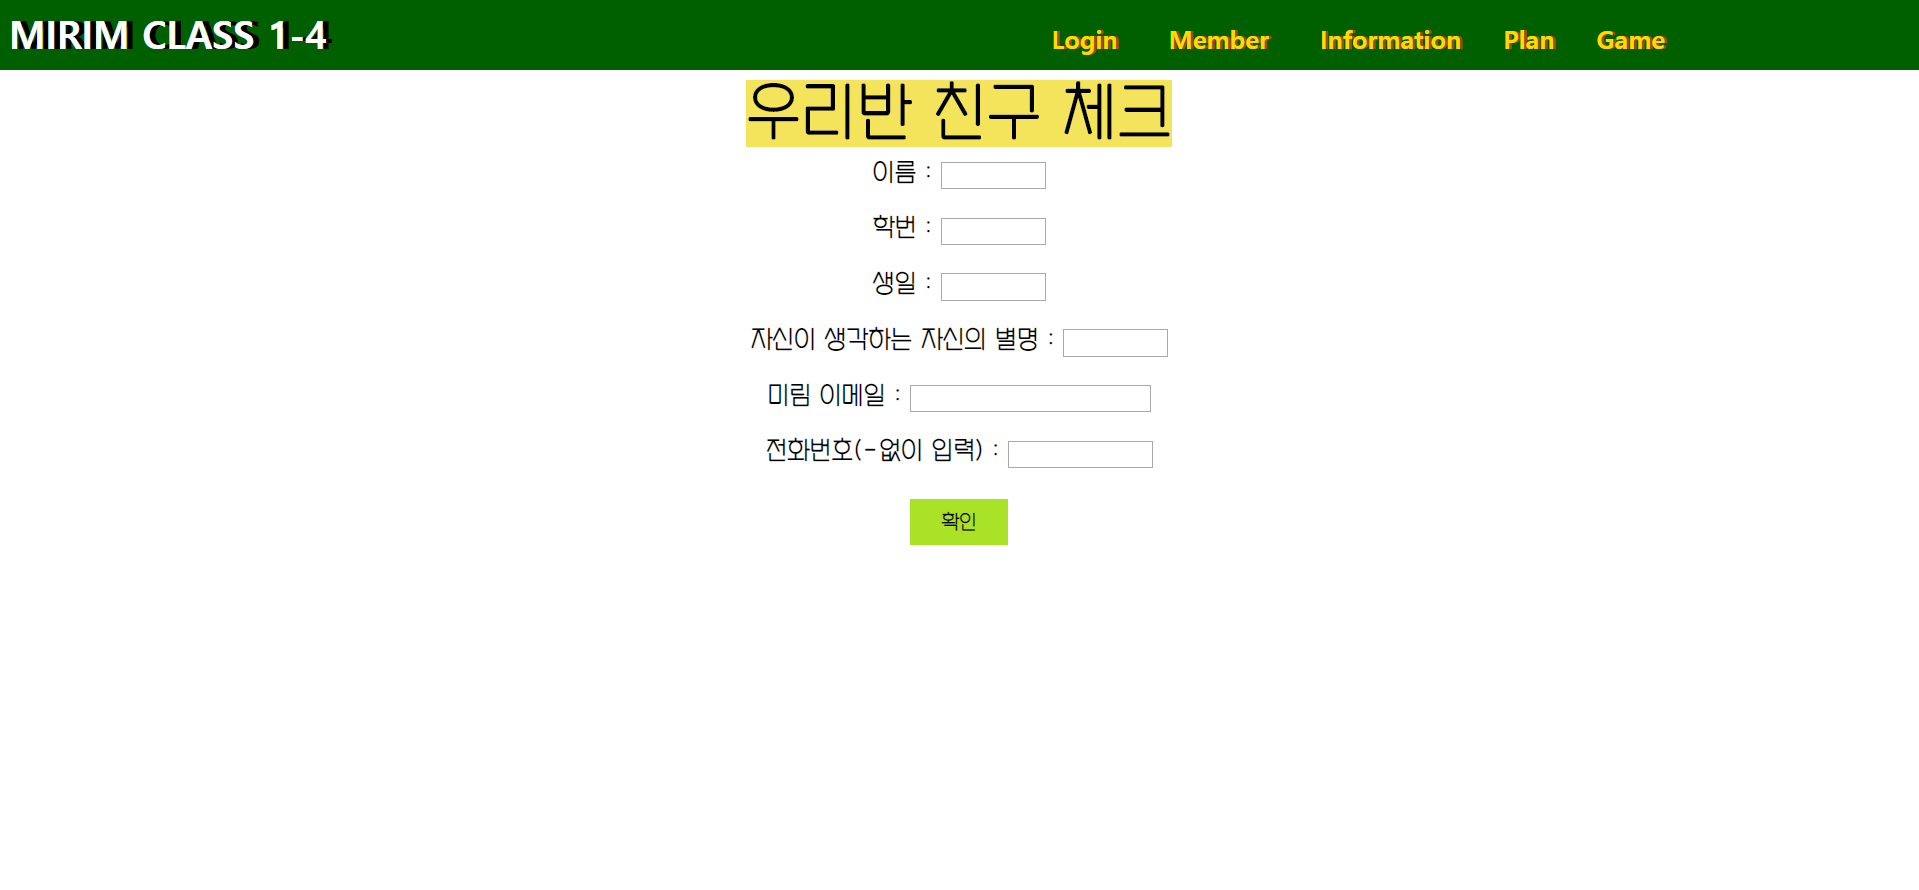 MIRIM CLASS 1-4
Login Member Information Plan Game
우리반 친구 체크
이름 :
학번 :
생일 :
자신이 생각하는 자신의 별명 :
미림 이메일 :
전화번호(-없이 입력) :
확인